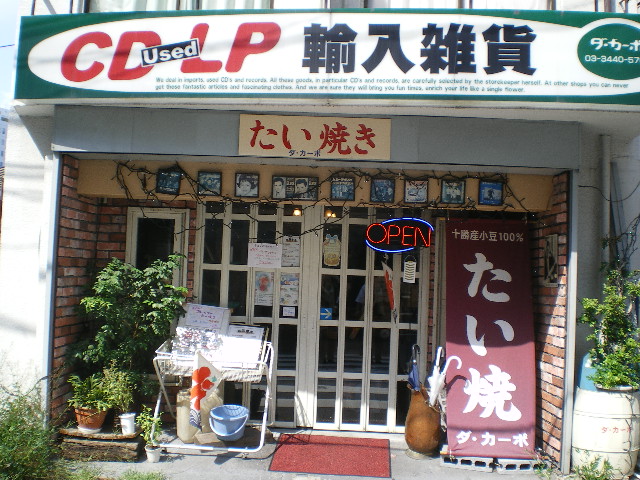 CD Used LP 輸入雑貨
ダ・カーポ
We deal in imports, used CD's and records. All these goods, in particular CD's and records, are carefully selected by the storekeeper herself. At other shops you can never
get those fantastic articles and fascinating clothes. And we are sure they will bring you fun times, enrich your life like a single flower.
たい焼き
ダ・カーポ
OPEN
十勝産小豆100%
たい焼
ダ・カーポ
ダ・カーポ